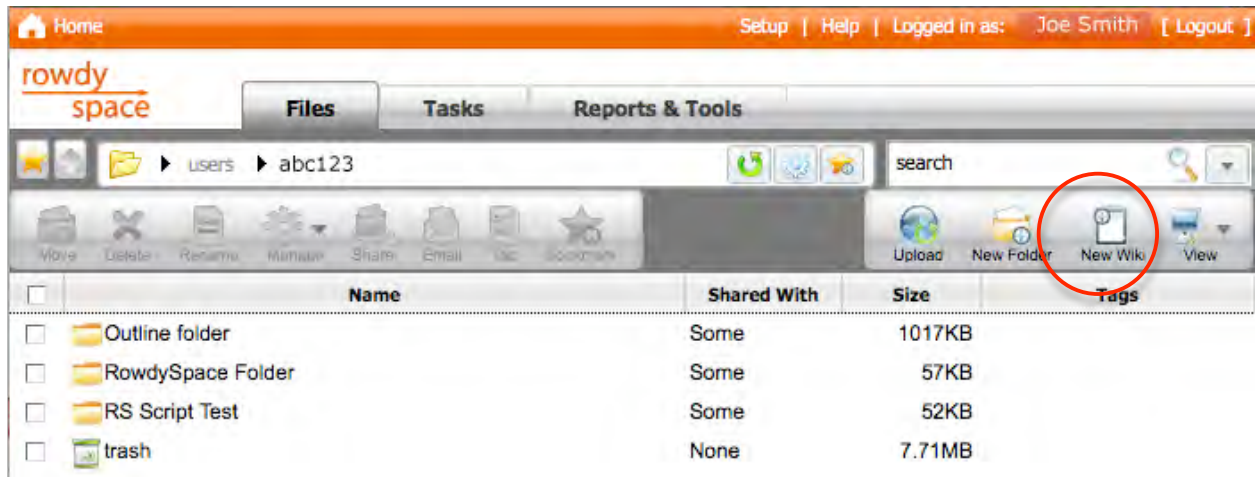 Home Setup | Help | Logged in as: Joe Smith [ Logout ]
rowdy
space
Files Tasks Reports & Tools
users abc123 search
Move Delete Rename Manage Share Email Tag Bookmark Upload New Folder New Wiki View
Name Shared With Size Tags
Outline folder Some 1017KB
RowdySpace Folder Some 57KB
RS Script Test Some 52KB
trash None 7.71MB